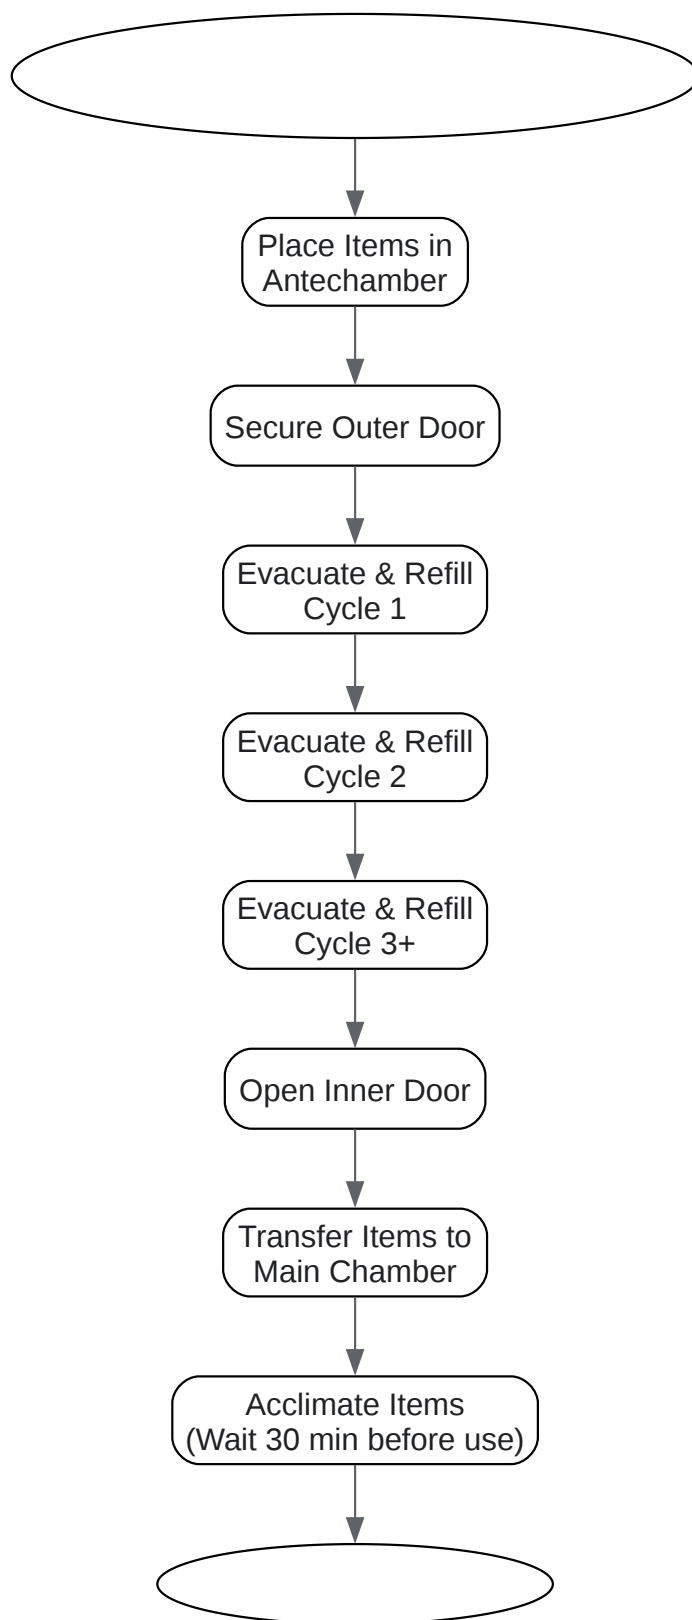 Place Items in
Antechamber
Secure Outer Door
Evacuate & Refill
Cycle 1
Evacuate & Refill
Cycle 2
Evacuate & Refill
Cycle 3+
Open Inner Door
Transfer Items to
Main Chamber
Acclimate Items
(Wait 30 min before use)